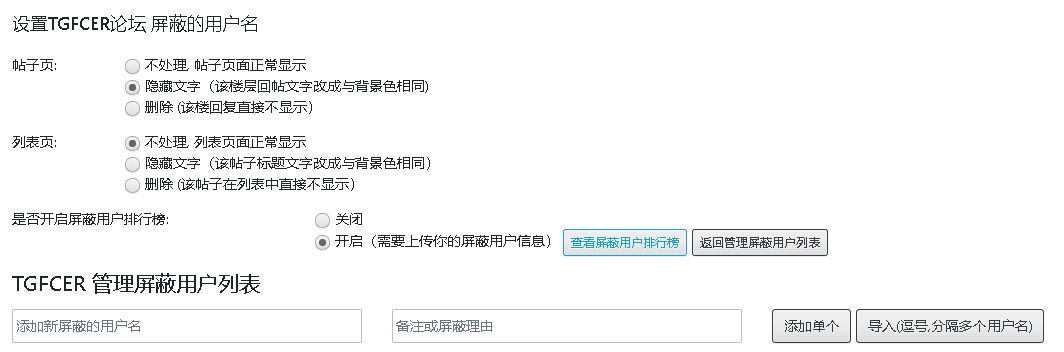 设置TGFCER论坛 屏蔽的用户名
帖子页:
不处理, 帖子页面正常显示
隐藏文字（该楼层回帖文字改成与背景色相同)
删除 (该楼回复直接不显示）
列表页:
不处理, 列表页面正常显示
隐藏文字（该帖子标题文字改成与背景色相同）
删除 (该帖子在列表中直接不显示）
是否开启屏蔽用户排行榜:
关闭
开启（需要上传你的屏蔽用户信息） 查看屏蔽用户排行榜 返回管理屏蔽用户列表
TGFCER 管理屏蔽用户列表
添加新屏蔽的用户名 备注或屏蔽理由 添加单个 导入(逗号,分隔多个用户名)